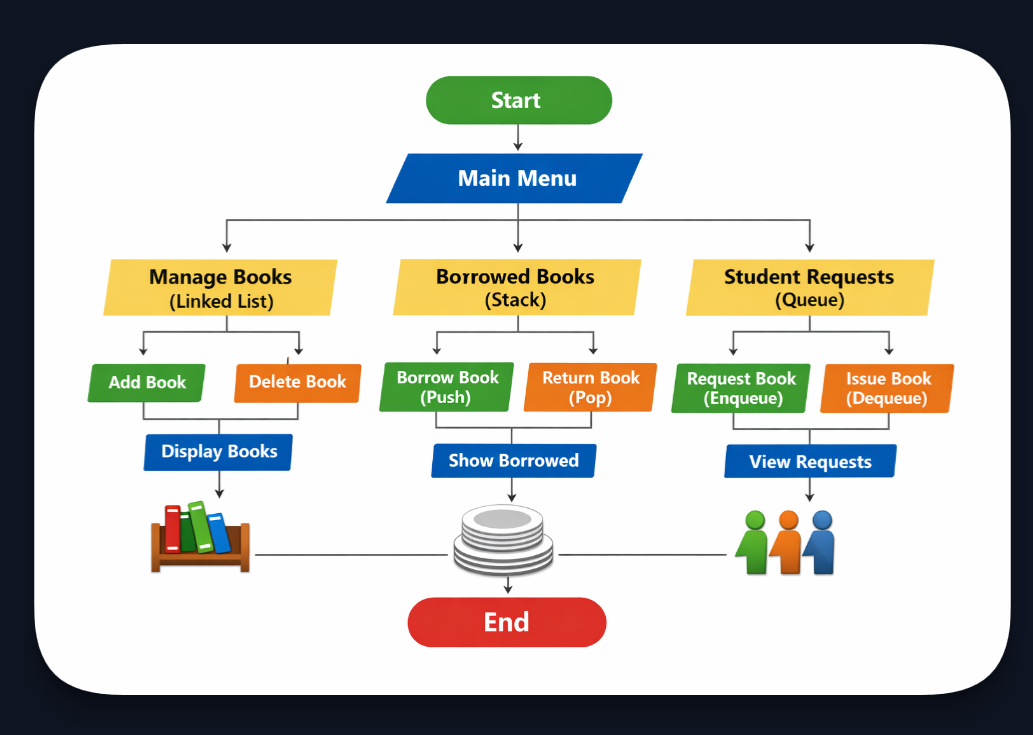 Start
Main Menu
Manage Books
(Linked List)
Borrowed Books
(Stack)
Student Requests
(Queue)
Add Book
Delete Book
Borrow Book
(Push)
Return Book
(Pop)
Request Book
(Enqueue)
Issue Book
(Dequeue)
Display Books
Show Borrowed
View Requests
End